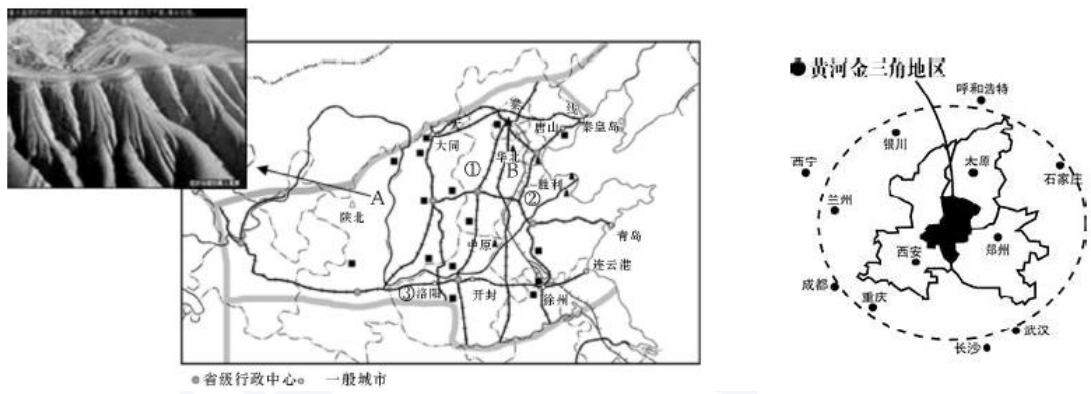 A
陕北
大同
①
华北
B
唐山
秦皇岛
胜利
②
中原
青岛
连云港
③
洛阳
开封
徐州
省级行政中心
一般城市
黄河金三角地区
呼和浩特
银川
太原
西宁
石家庄
兰州
西安
郑州
成都
重庆
武汉
长沙